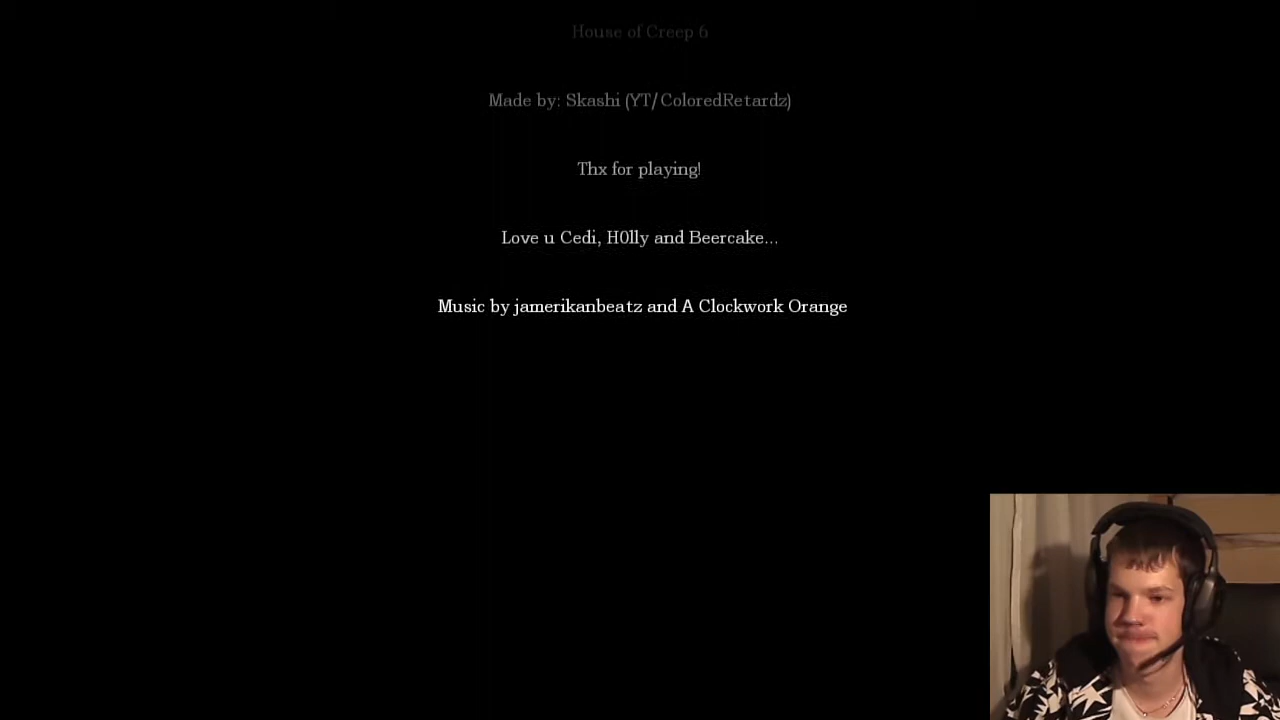 House of Creep 6
Made by: Skashi (YT/ColoredRetardz)
Thx for playing!
Love u Cedi, H0lly and Beercake...
Music by jamerikanbeatz and A Clockwork Orange